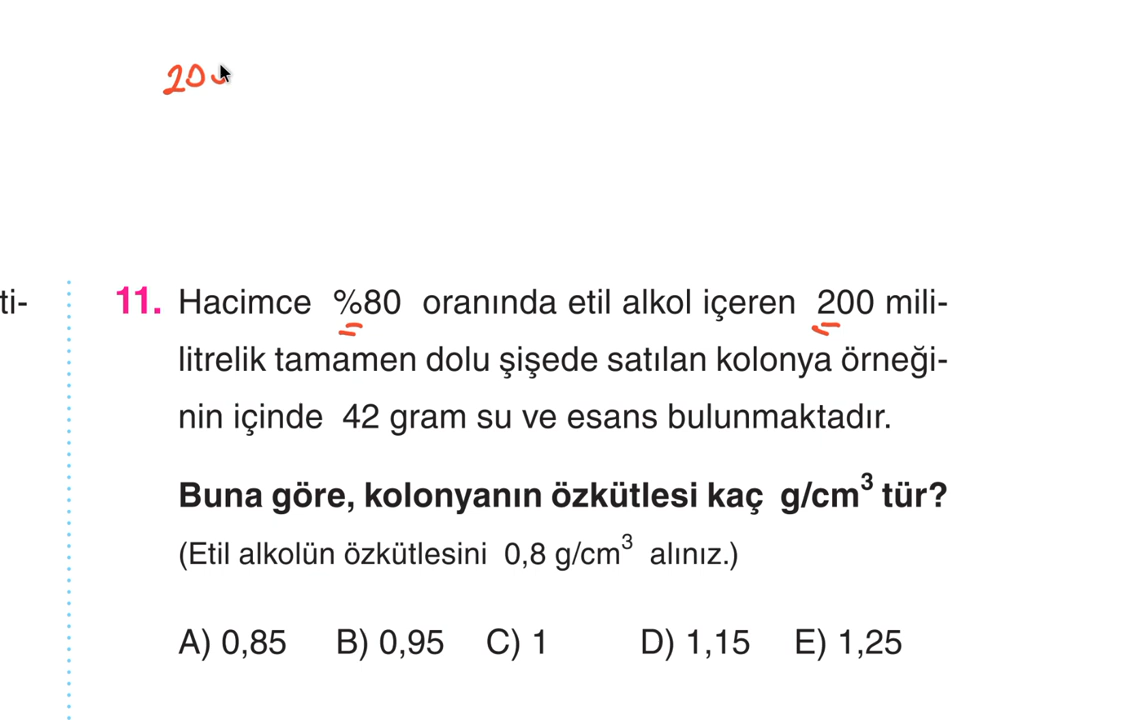 20
ti-
11. Hacimce %80 oranında etil alkol içeren 200 mili-
litrelik tamamen dolu şişede satılan kolonya örneği-
nin içinde 42 gram su ve esans bulunmaktadır.
Buna göre, kolonyanın özkütlesi kaç g/cm³ tür?
(Etil alkolün özkütlesini 0,8 g/cm³ alınız.)
A) 0,85 B) 0,95 C) 1 D) 1,15 E) 1,25